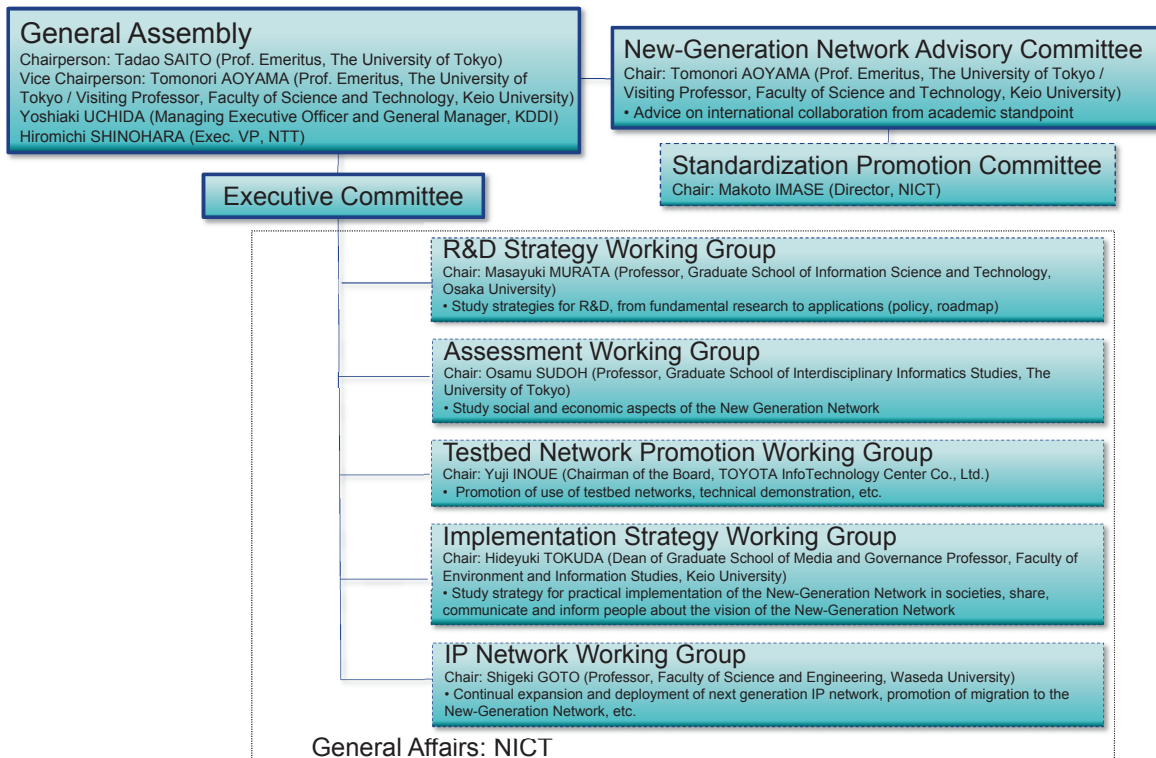 General Assembly
Chairperson: Tadao SAITO (Prof. Emeritus, The University of Tokyo)
Vice Chairperson: Tomonori AOYAMA (Prof. Emeritus, The University of
Tokyo / Visiting Professor, Faculty of Science and Technology, Keio University)
Yoshiaki UCHIDA (Managing Executive Officer and General Manager, KDDI)
Hiromichi SHINOHARA (Exec. VP, NTT)
New-Generation Network Advisory Committee
Chair: Tomonori AOYAMA (Prof. Emeritus, The University of Tokyo /
Visiting Professor, Faculty of Science and Technology, Keio University)
• Advice on international collaboration from academic standpoint
Standardization Promotion Committee
Chair: Makoto IMASE (Director, NICT)
Executive Committee
R&D Strategy Working Group
Chair: Masayuki MURATA (Professor, Graduate School of Information Science and Technology,
Osaka University)
• Study strategies for R&D, from fundamental research to applications (policy, roadmap)
Assessment Working Group
Chair: Osamu SUDOH (Professor, Graduate School of Interdisciplinary Informatics Studies, The
University of Tokyo)
• Study social and economic aspects of the New Generation Network
Testbed Network Promotion Working Group
Chair: Yuji INOUE (Chairman of the Board, TOYOTA InfoTechnology Center Co., Ltd.)
• Promotion of use of testbed networks, technical demonstration, etc.
Implementation Strategy Working Group
Chair: Hideyuki TOKUDA (Dean of Graduate School of Media and Governance Professor, Faculty of
Environment and Information Studies, Keio University)
• Study strategy for practical implementation of the New-Generation Network in societies, share,
communicate and inform people about the vision of the New-Generation Network
IP Network Working Group
Chair: Shigeki GOTO (Professor, Faculty of Science and Engineering, Waseda University)
• Continual expansion and deployment of next generation IP network, promotion of migration to the
New-Generation Network, etc.
General Affairs: NICT